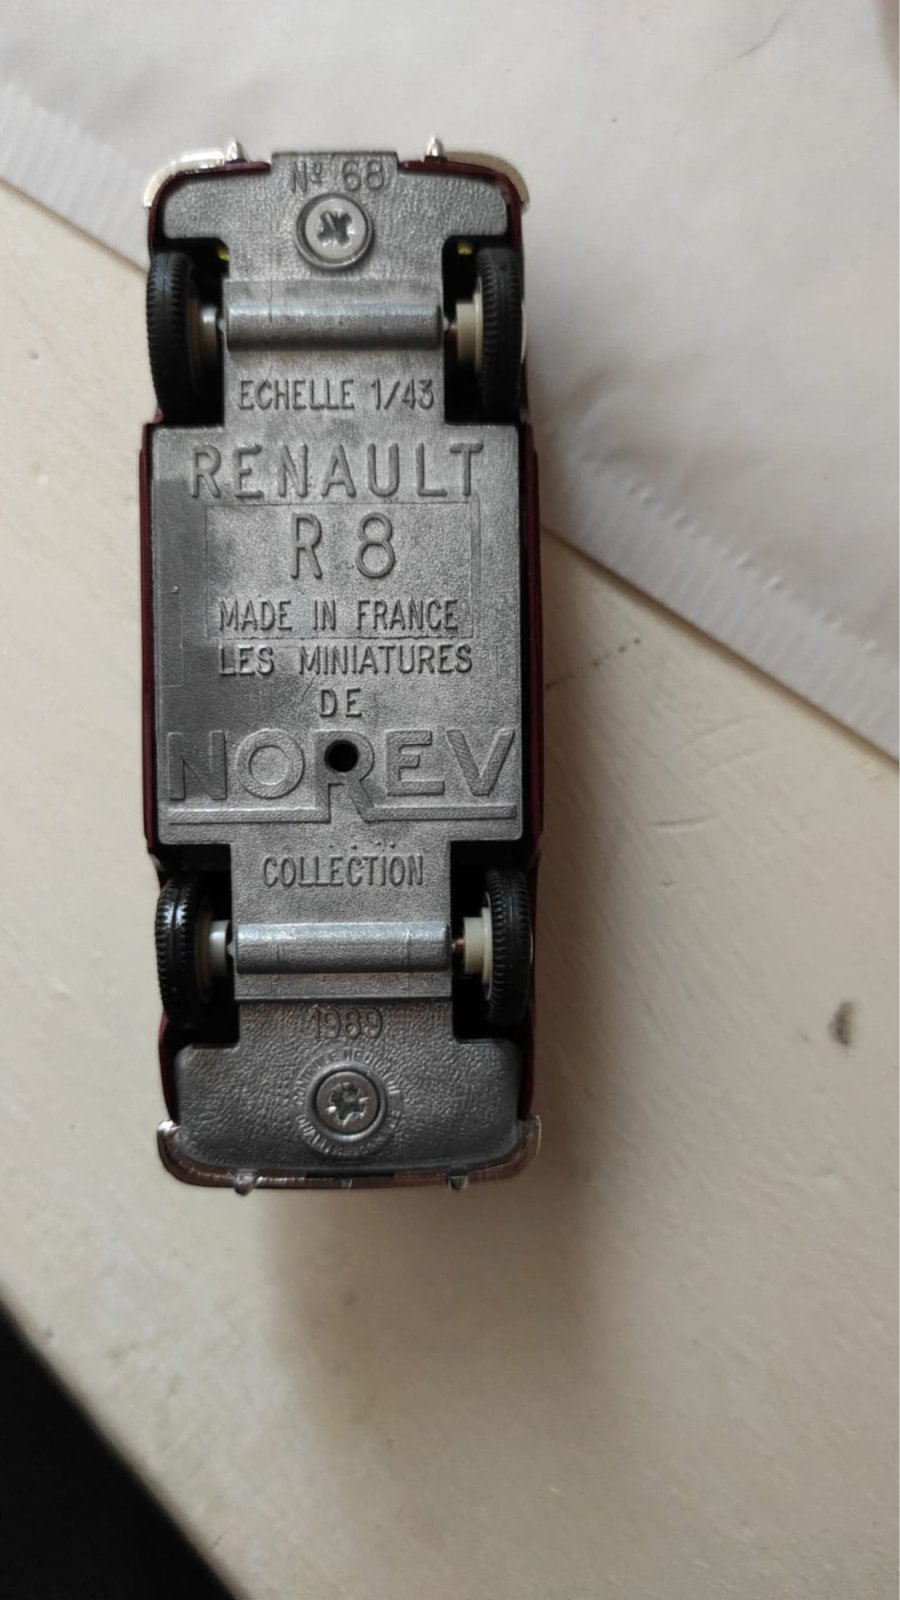 Nº 68
ECHELLE 1/43
RENAULT
R 8
MADE IN FRANCE
LES MINIATURES
DE
NOREV
COLLECTION
1989